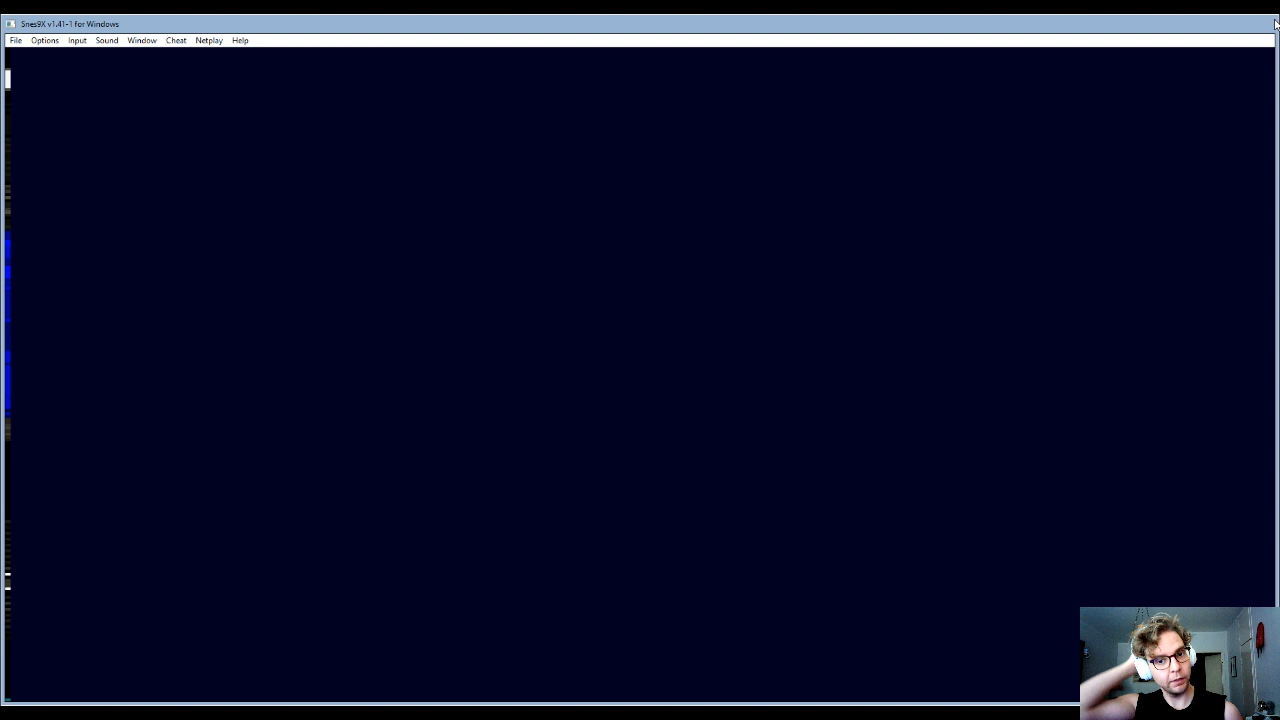 Snes9X v1.41-1 for Windows
File Options Input Sound Window Cheat Netplay Help